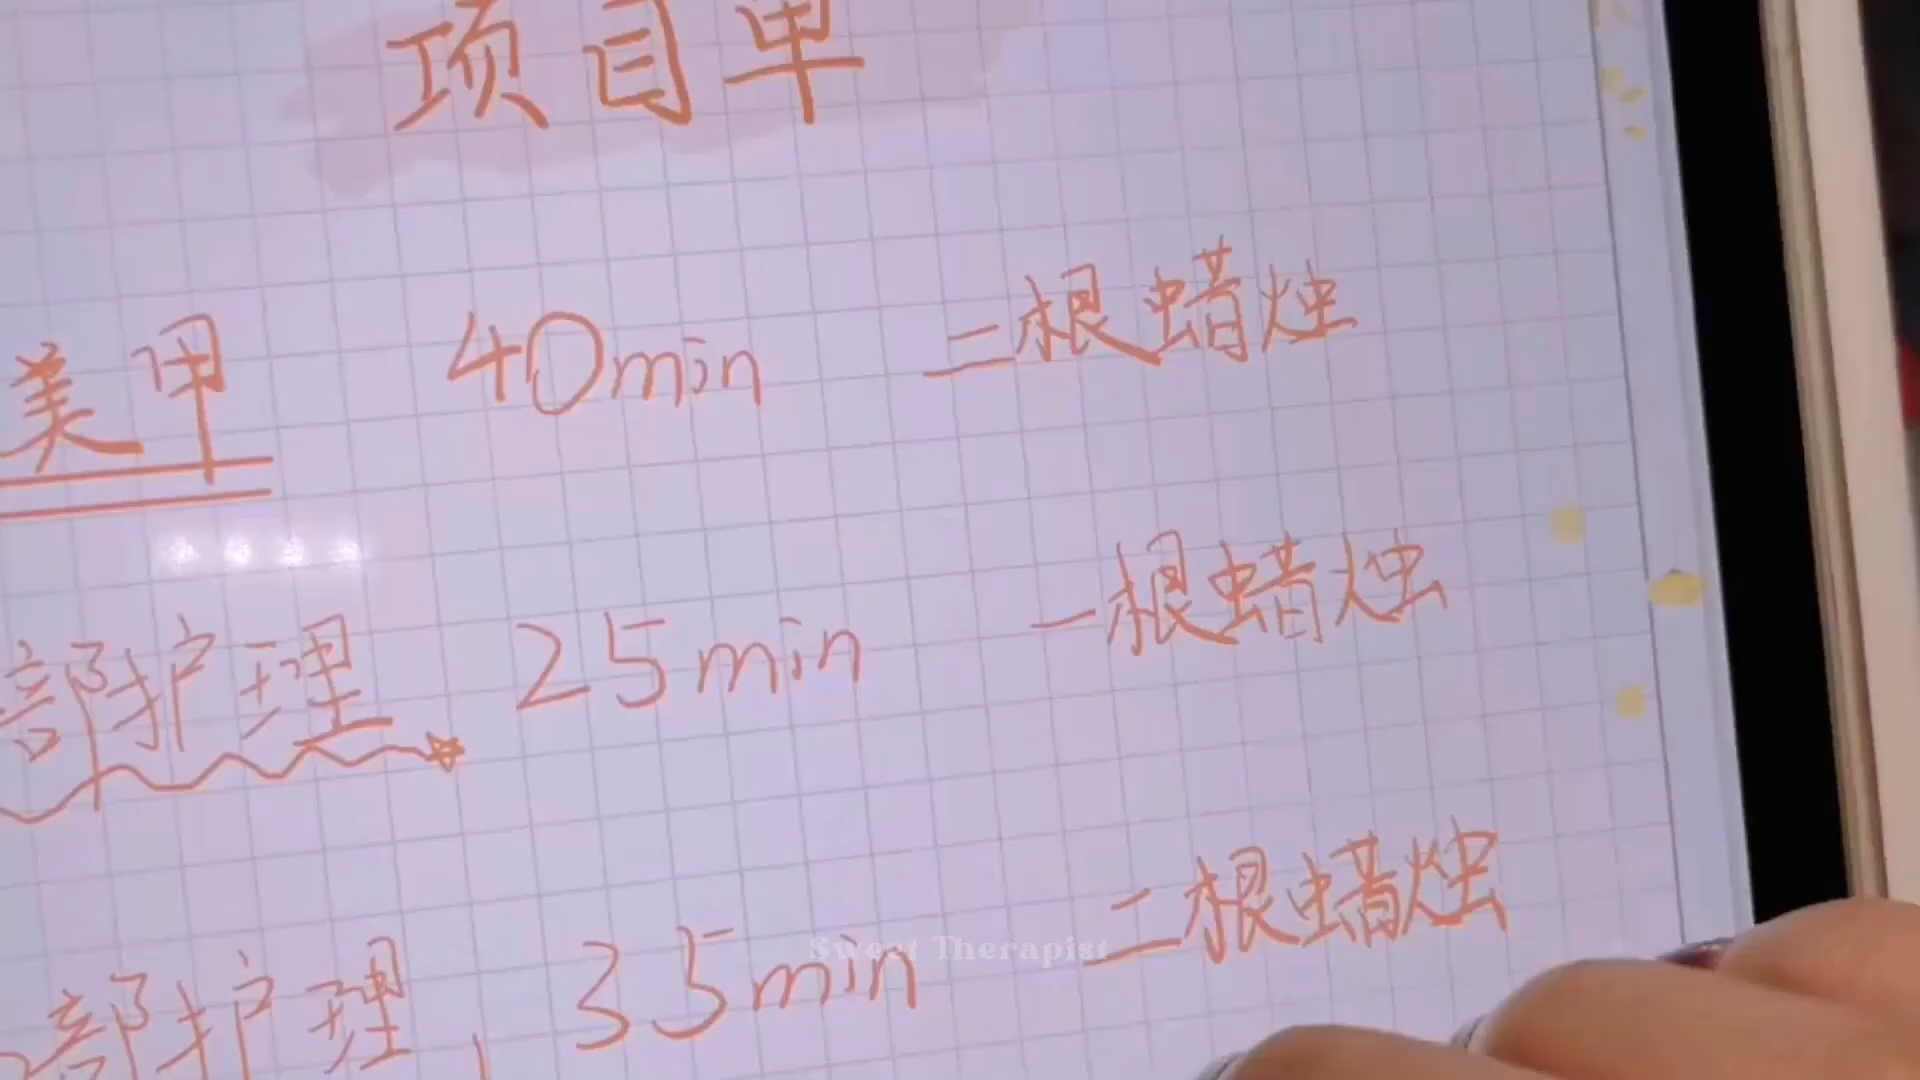 项目单
美甲 40min 二根蜡烛
部护理 25min 一根蜡烛
部护理 35min 二根蜡烛
Sweet Therapist